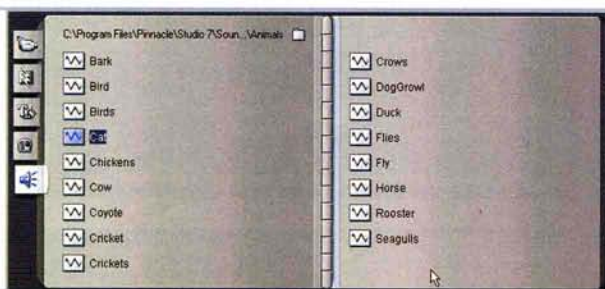 C:\Program Files\Pinnacle\Studio 7\Soun...\Animals
Bark
Bird
Birds
Cat
Chickens
Cow
Coyote
Cricket
Crickets
Crows
DogGrowl
Duck
Flies
Fly
Horse
Rooster
Seagulls